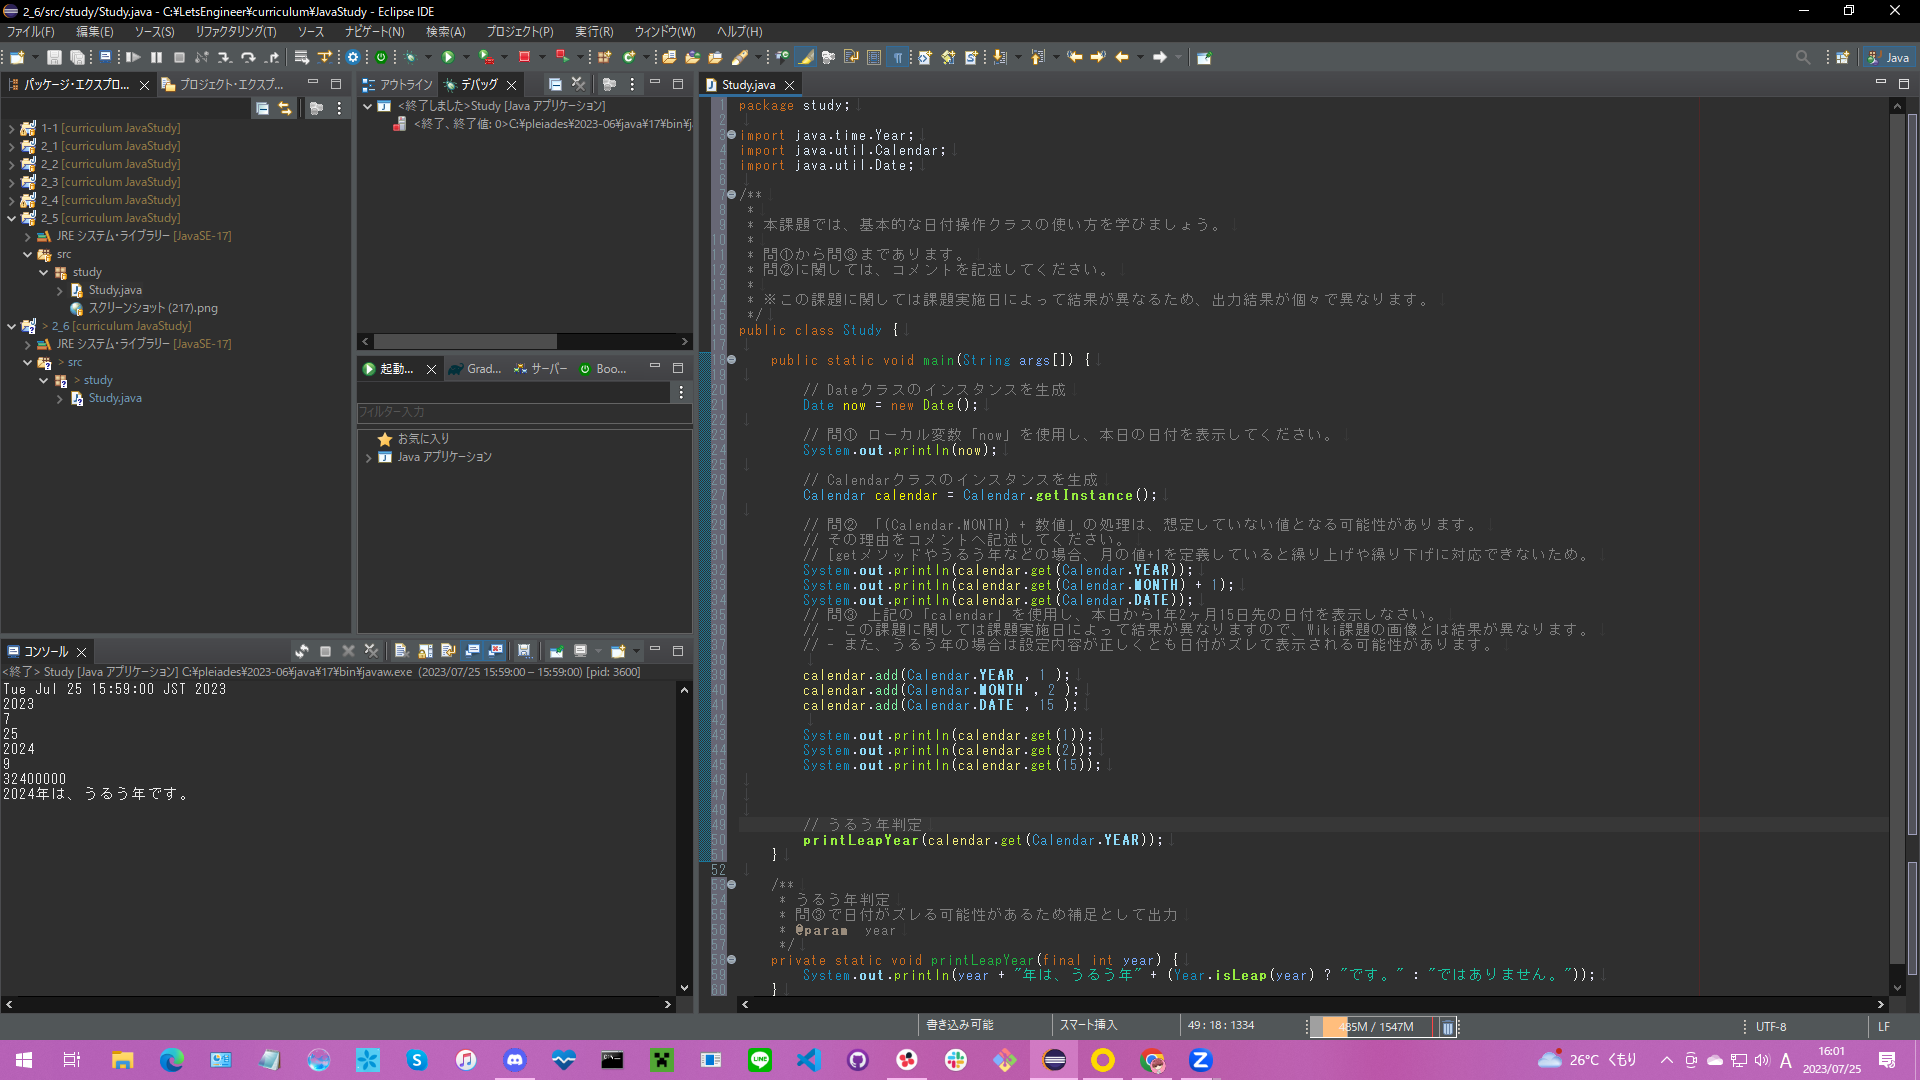 2_6/src/study/Study.java - C:¥LetsEngineer¥curriculum¥JavaStudy - Eclipse IDE
ファイル(F) 編集(E) ソース(S) リファクタリング(T) ソース ナビゲート(N) 検索(A) プロジェクト(P) 実行(R) ウィンドウ(W) ヘルプ(H)
Java
パッケージ・エクスプロ... プロジェクト・エクスプ...
1-1 [curriculum JavaStudy]
2_1 [curriculum JavaStudy]
2_2 [curriculum JavaStudy]
2_3 [curriculum JavaStudy]
2_4 [curriculum JavaStudy]
2_5 [curriculum JavaStudy]
JRE システム・ライブラリー [JavaSE-17]
src
study
Study.java
スクリーンショット (217).png
> 2_6 [curriculum JavaStudy]
JRE システム・ライブラリー [JavaSE-17]
> src
> study
Study.java
アウトライン デバッグ
<終了しました>Study [Java アプリケーション]
<終了、終了値: 0>C:¥pleiades¥2023-06¥java¥17¥bin¥j
起動... Grad... サーバー Boo...
フィルター入力
お気に入り
Java アプリケーション
コンソール
<終了> Study [Java アプリケーション] C:¥pleiades¥2023-06¥java¥17¥bin¥javaw.exe (2023/07/25 15:59:00 – 15:59:00) [pid: 3600]
Tue Jul 25 15:59:00 JST 2023
2023
7
25
2024
9
32400000
2024年は、うるう年です。
Study.java
1 package study;
2
3 import java.time.Year;
4 import java.util.Calendar;
5 import java.util.Date;
6
7 /**
8 *
9 * 本課題では、基本的な日付操作クラスの使い方を学びましょう。
10 *
11 * 問①から問③まであります。
12 * 問②に関しては、コメントを記述してください。
13 *
14 * ※この課題に関しては課題実施日によって結果が異なるため、出力結果が個々で異なります。
15 */
16 public class Study {
17
18 public static void main(String args[]) {
19
20 // Dateクラスのインスタンスを生成
21 Date now = new Date();
22
23 // 問① ローカル変数「now」を使用し、本日の日付を表示してください。
24 System.out.println(now);
25
26 // Calendarクラスのインスタンスを生成
27 Calendar calendar = Calendar.getInstance();
28
29 // 問② 「(Calendar.MONTH) + 数値」の処理は、想定していない値となる可能性があります。
30 // その理由をコメントへ記述してください。
31 // [getメソッドやうるう年などの場合、月の値+1を定義していると繰り上げや繰り下げに対応できないため。
32 System.out.println(calendar.get(Calendar.YEAR));
33 System.out.println(calendar.get(Calendar.MONTH) + 1);
34 System.out.println(calendar.get(Calendar.DATE));
35 // 問③ 上記の「calendar」を使用し、本日から1年2ヶ月15日先の日付を表示しなさい。
36 // - この課題に関しては課題実施日によって結果が異なりますので、Wiki課題の画像とは結果が異なります。
37 // - また、うるう年の場合は設定内容が正しくとも日付がズレて表示される可能性があります。
38
39 calendar.add(Calendar.YEAR , 1 );
40 calendar.add(Calendar.MONTH , 2 );
41 calendar.add(Calendar.DATE , 15 );
42
43 System.out.println(calendar.get(1));
44 System.out.println(calendar.get(2));
45 System.out.println(calendar.get(15));
46
47
48
49 // うるう年判定
50 printLeapYear(calendar.get(Calendar.YEAR));
51 }
52
53 /**
54 * うるう年判定
55 * 問③で日付がズレる可能性があるため補足として出力
56 * @param year
57 */
58 private static void printLeapYear(final int year) {
59 System.out.println(year + "年は、うるう年" + (Year.isLeap(year) ? "です。" : "ではありません。"));
60 }
書き込み可能 スマート挿入 49 : 18 : 1334 485M / 1547M UTF-8 LF
26°C くもり A 16:01
2023/07/25